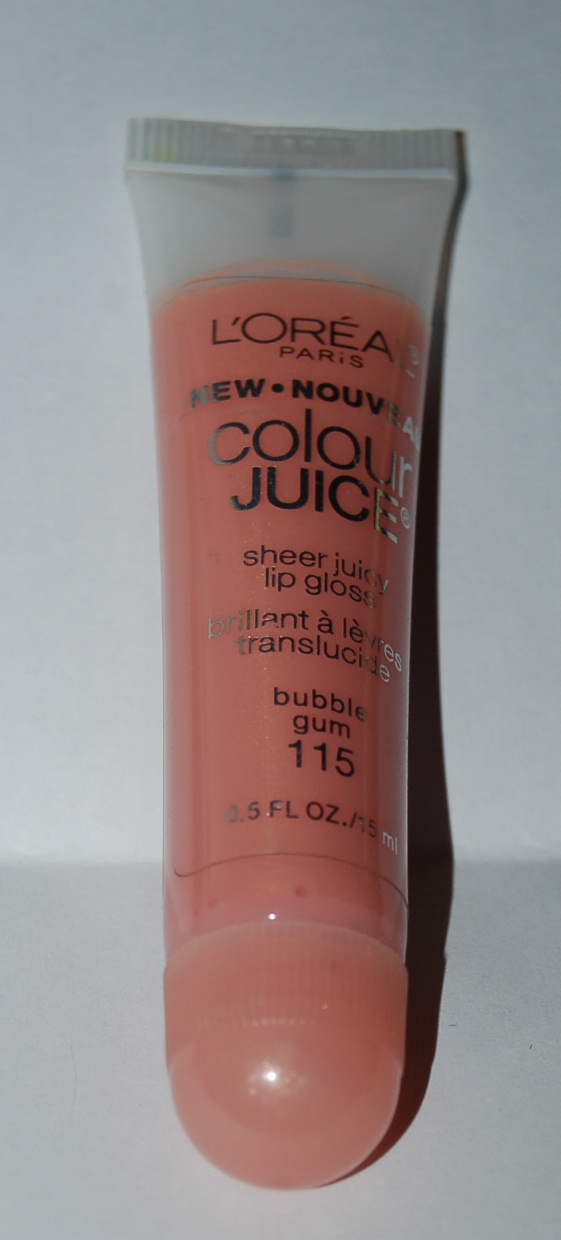 L'ORÉAL®
PARiS
NEW • NOUVEAU
colour
JUICE®
sheer juicy
lip gloss
brillant à lèvres
translucide
bubble
gum
115
0.5 FL OZ./15 ml